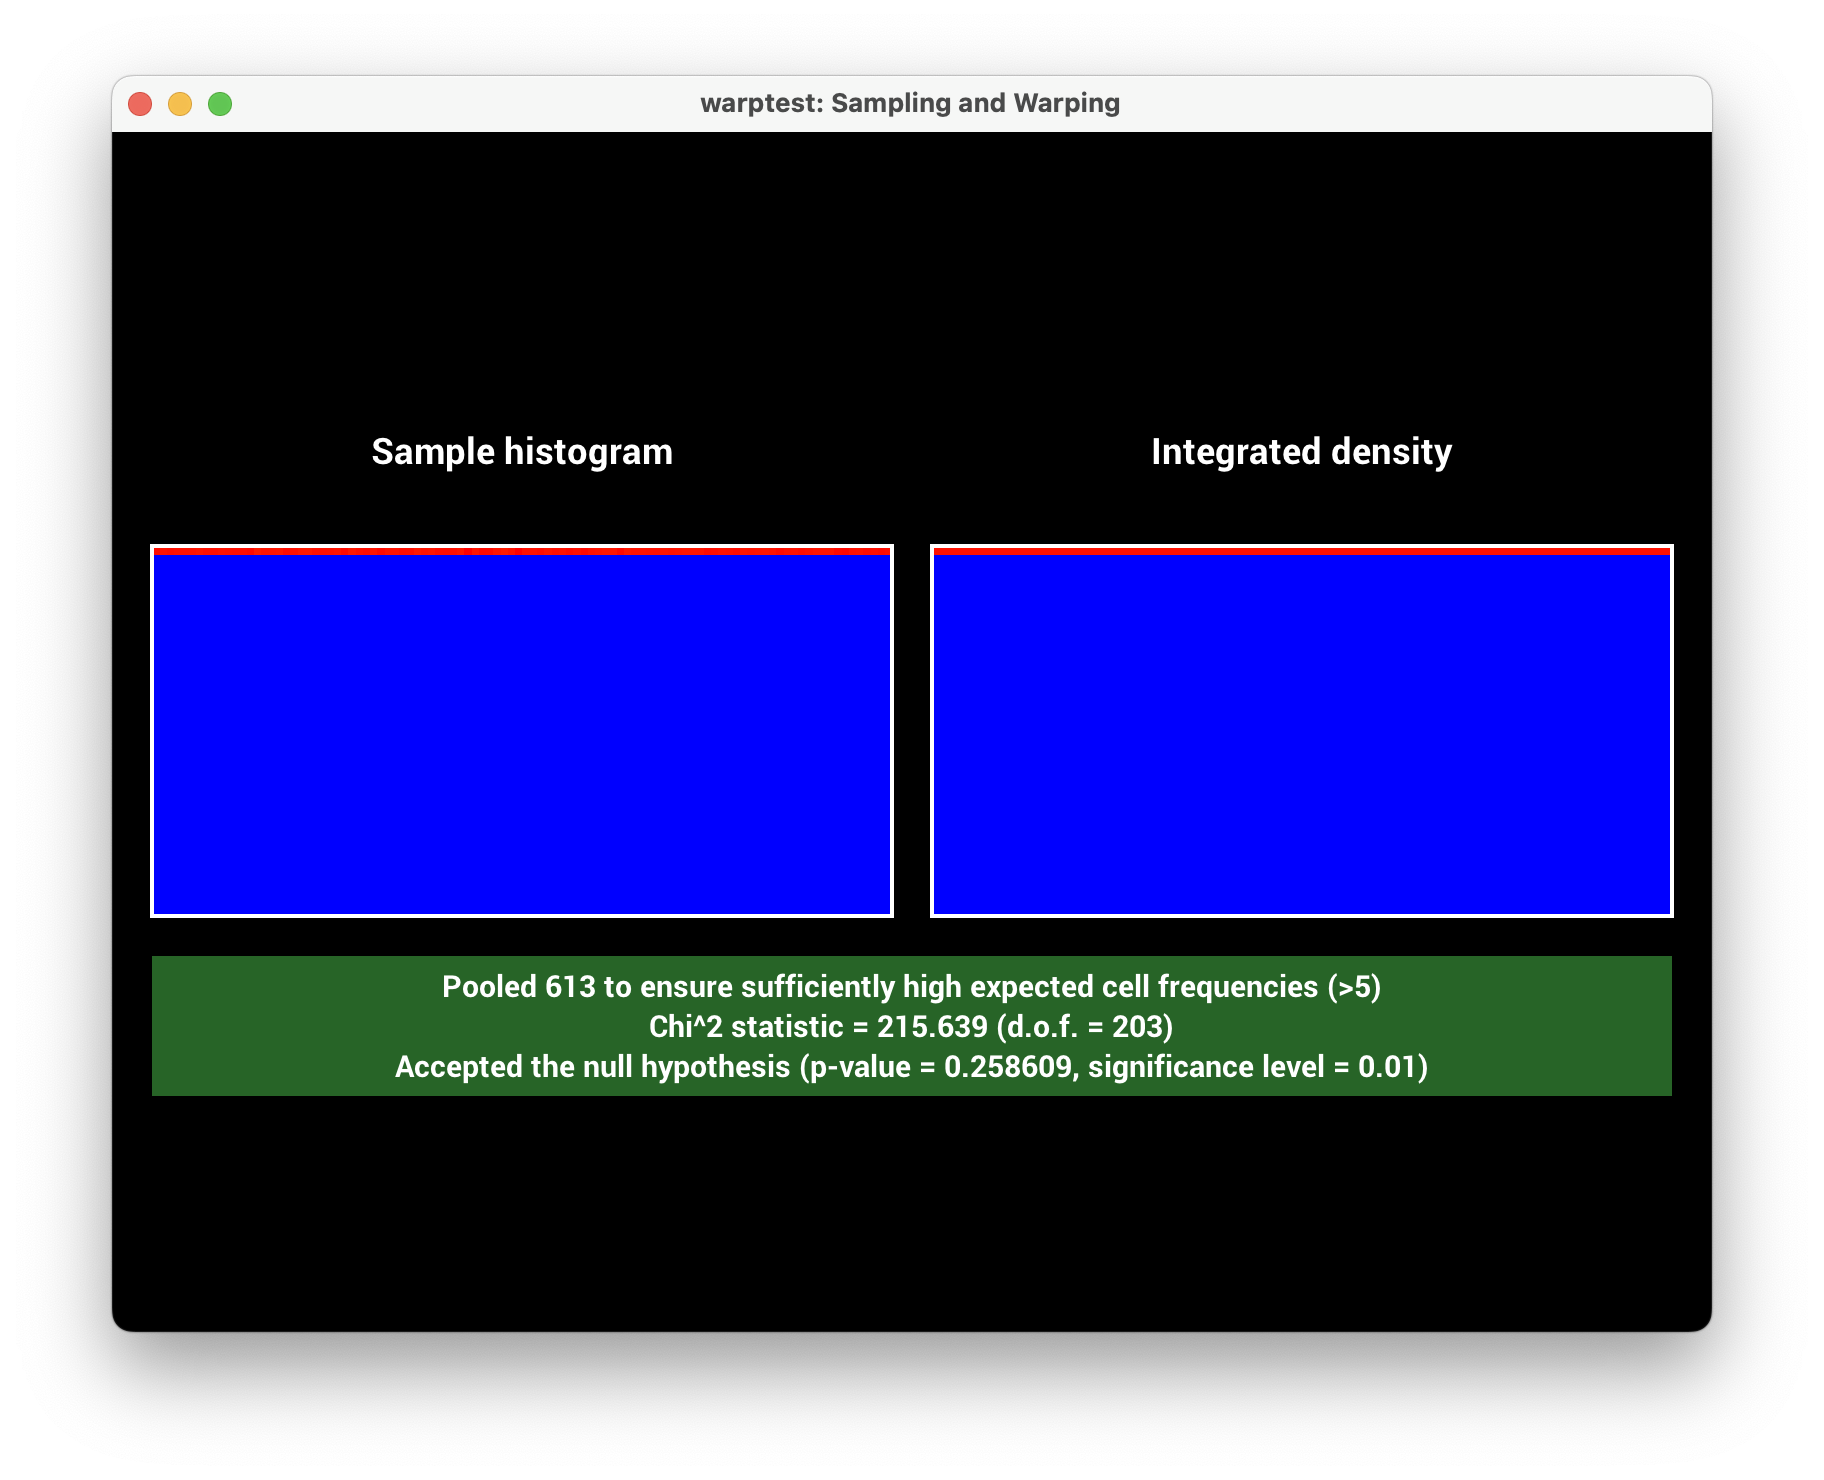 warptest: Sampling and Warping
Sample histogram
Integrated density
Pooled 613 to ensure sufficiently high expected cell frequencies (>5)
Chi^2 statistic = 215.639 (d.o.f. = 203)
Accepted the null hypothesis (p-value = 0.258609, significance level = 0.01)